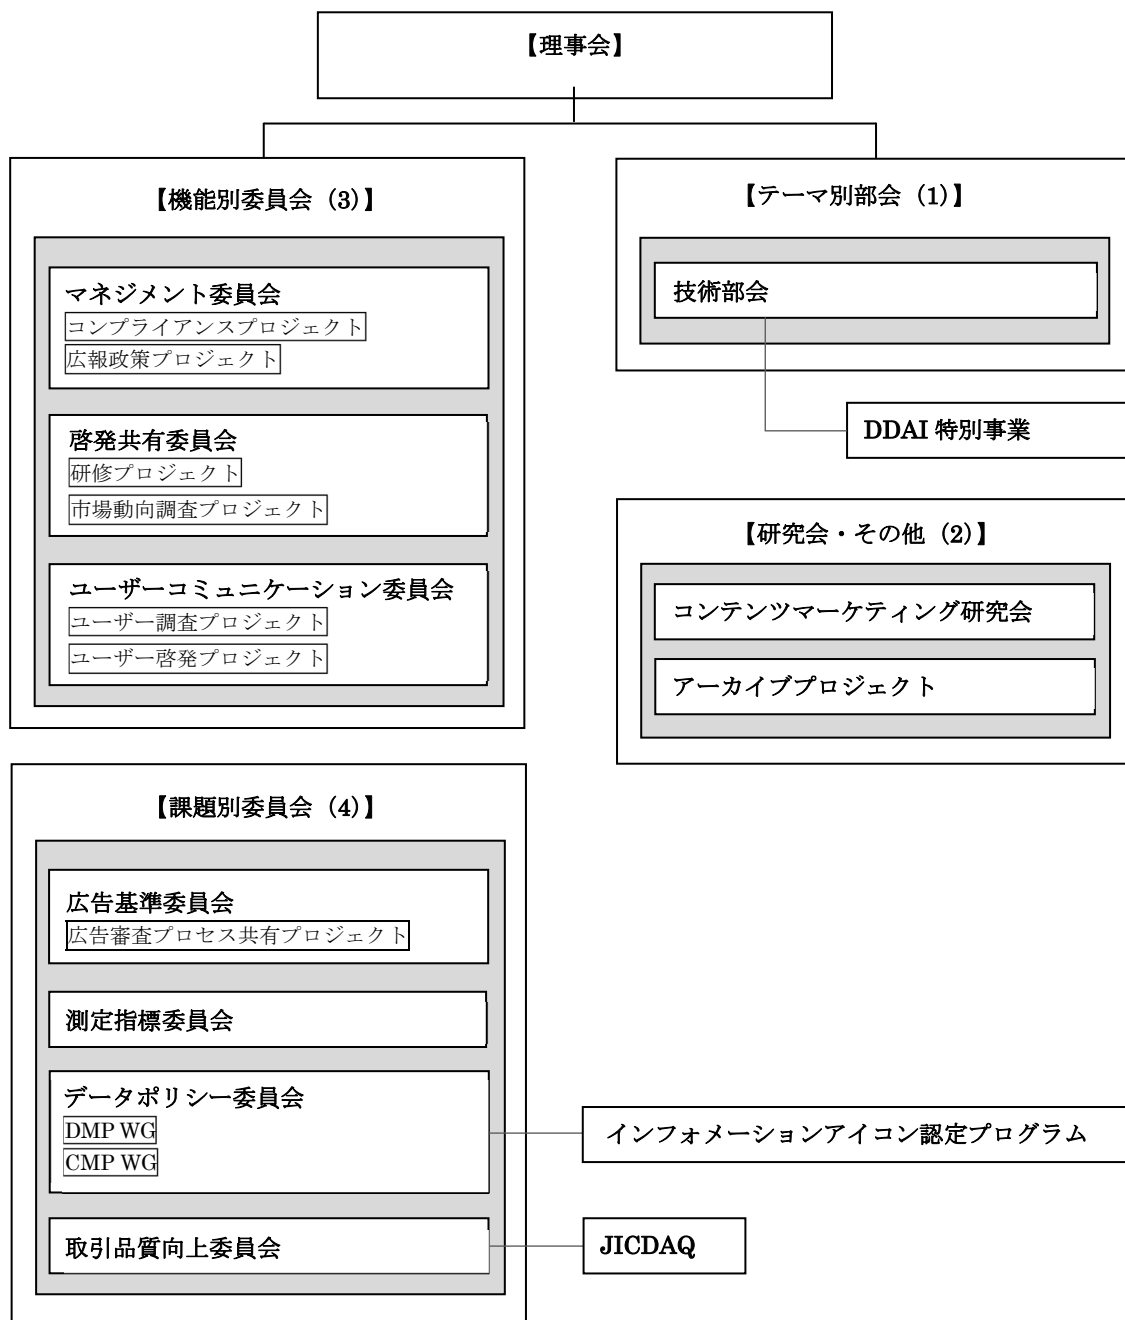 【理事会】
【機能別委員会（3）】
マネジメント委員会
コンプライアンスプロジェクト
広報政策プロジェクト
啓発共有委員会
研修プロジェクト
市場動向調査プロジェクト
ユーザーコミュニケーション委員会
ユーザー調査プロジェクト
ユーザー啓発プロジェクト
【テーマ別部会（1）】
技術部会
DDAI 特別事業
【研究会・その他（2）】
コンテンツマーケティング研究会
アーカイブプロジェクト
【課題別委員会（4）】
広告基準委員会
広告審査プロセス共有プロジェクト
測定指標委員会
データポリシー委員会
DMP WG
CMP WG
インフォメーションアイコン認定プログラム
取引品質向上委員会
JICDAQ